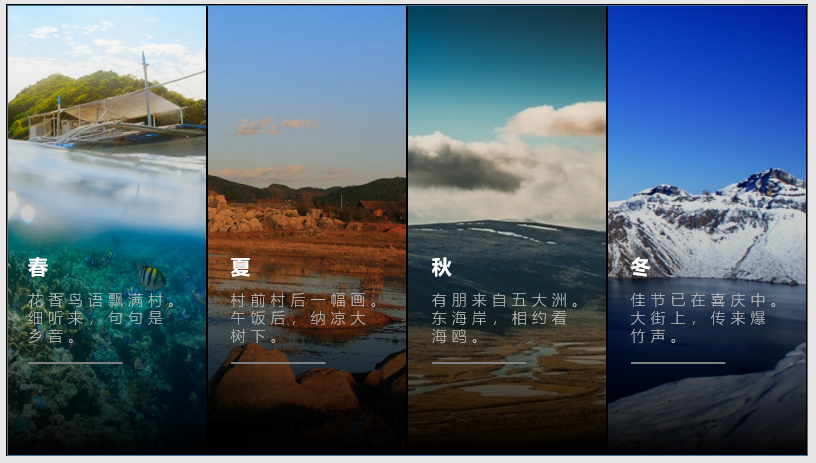 春
花香鸟语飘满村。
细听来，句句是
乡音。
夏
村前村后一幅画。
午饭后，纳凉大
树下。
秋
有朋来自五大洲。
东海岸，相约看
海鸥。
冬
佳节已在喜庆中。
大街上，传来爆
竹声。